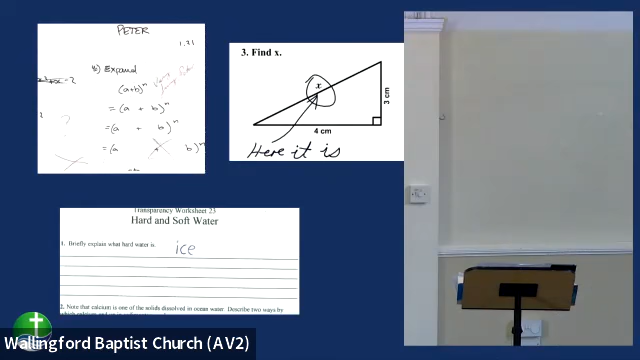 PETER
1.21
b) Expand
(a+b)ⁿ
= (a + b)ⁿ
= (a + b)ⁿ
= (a + b)ⁿ
3. Find x.
x
3 cm
4 cm
Here it is
Transparency Worksheet 23
Hard and Soft Water
1. Briefly explain what hard water is. ice
2. Note that calcium is one of the solids dissolved in ocean water. Describe two ways by
Wallingford Baptist Church (AV2)